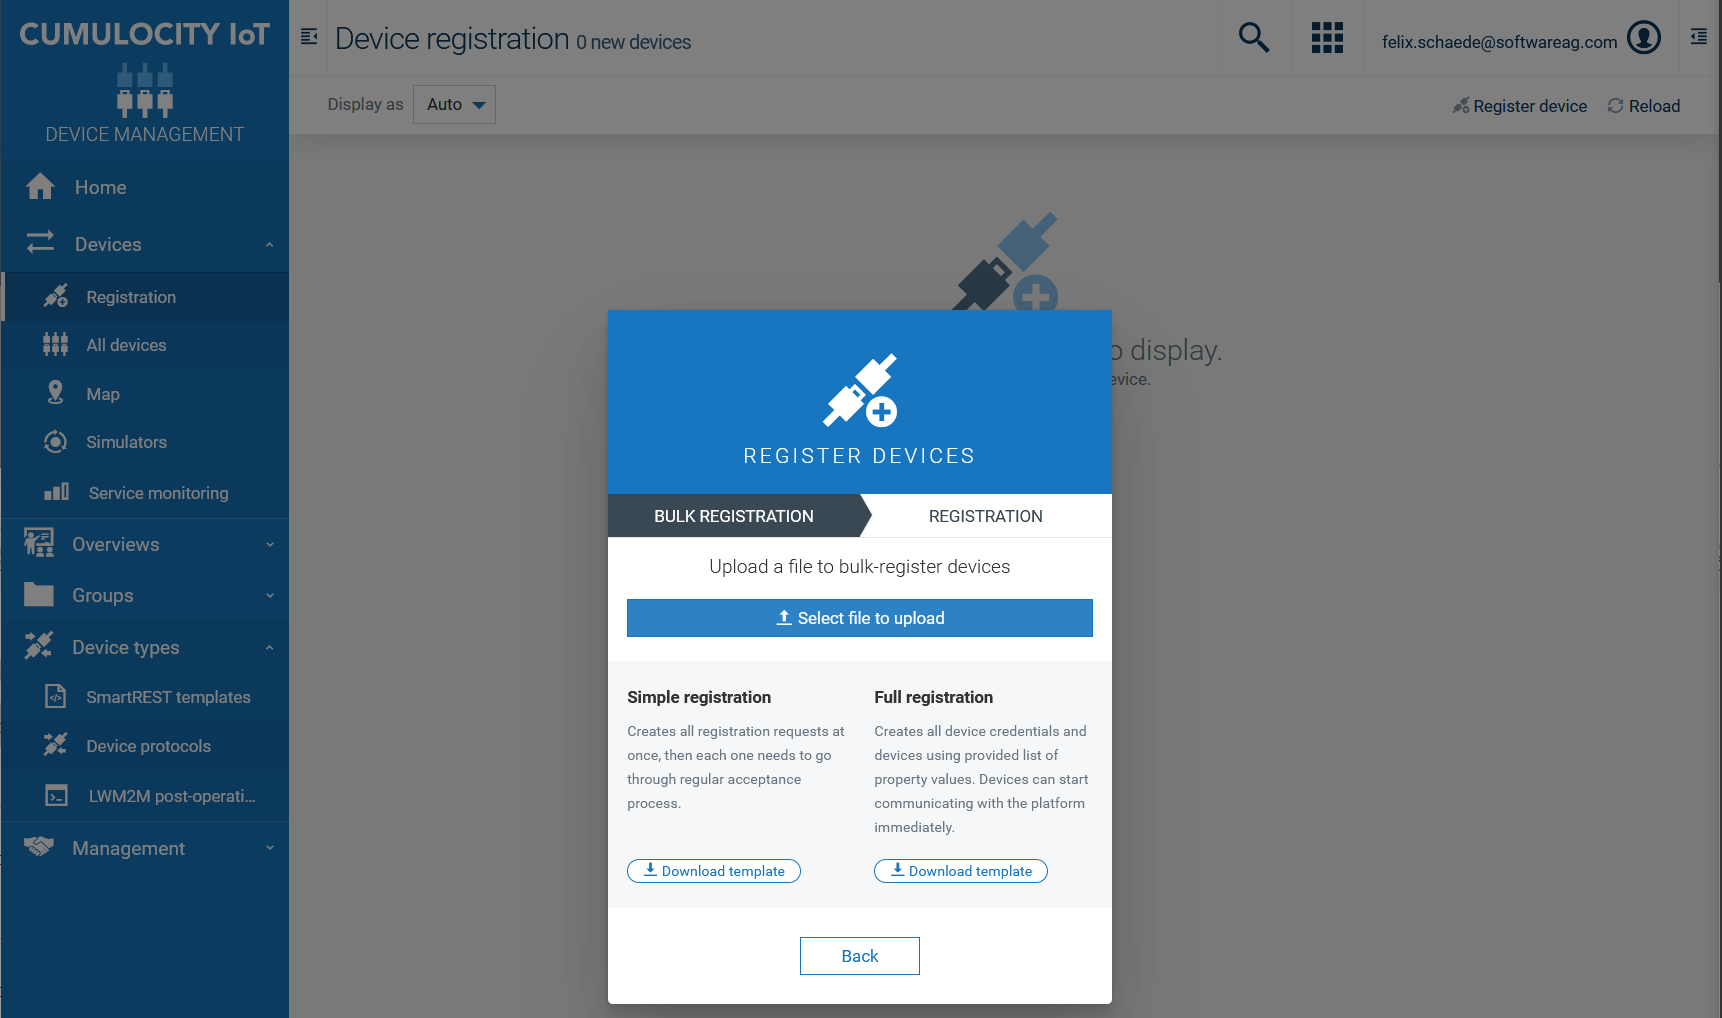 CUMULOCITY IoT
DEVICE MANAGEMENT
Home
Devices
Registration
All devices
Map
Simulators
Service monitoring
Overviews
Groups
Device types
SmartREST templates
Device protocols
LWM2M post-operati...
Management
Device registration 0 new devices
felix.schaede@softwareag.com
Display as Auto
Register device Reload
display.
REGISTER DEVICES
BULK REGISTRATION REGISTRATION
Upload a file to bulk-register devices
Select file to upload
Simple registration
Creates all registration requests at
once, then each one needs to go
through regular acceptance
process.
Download template
Full registration
Creates all device credentials and
devices using provided list of
property values. Devices can start
communicating with the platform
immediately.
Download template
Back